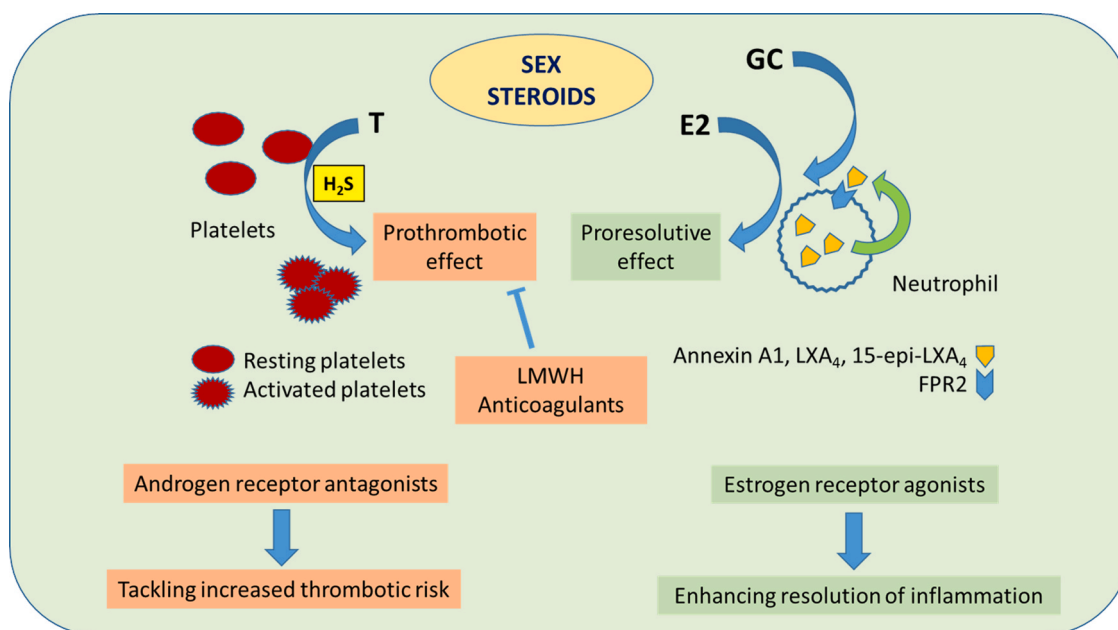 SEX
STEROIDS
GC
T
E2
H₂S
Platelets
Prothrombotic
effect
Proresolutive
effect
Neutrophil
Resting platelets
Activated platelets
LMWH
Anticoagulants
Annexin A1, LXA₄, 15-epi-LXA₄
FPR2
Androgen receptor antagonists
Estrogen receptor agonists
Tackling increased thrombotic risk
Enhancing resolution of inflammation